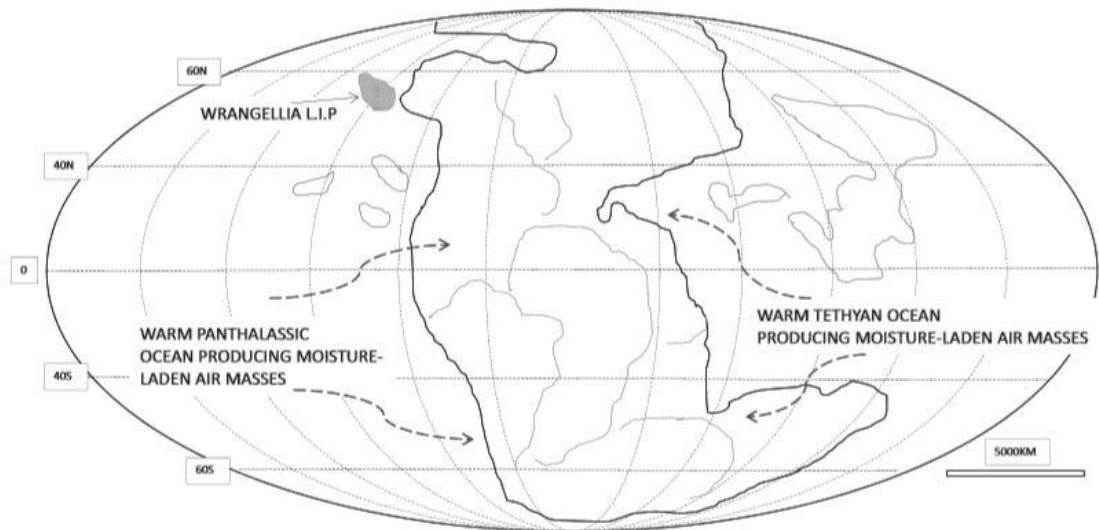 60N
WRANGELLIA L.I.P
40N
0
WARM PANTHALASSIC
OCEAN PRODUCING MOISTURE-
LADEN AIR MASSES
WARM TETHYAN OCEAN
PRODUCING MOISTURE-LADEN AIR MASSES
40S
60S
5000KM